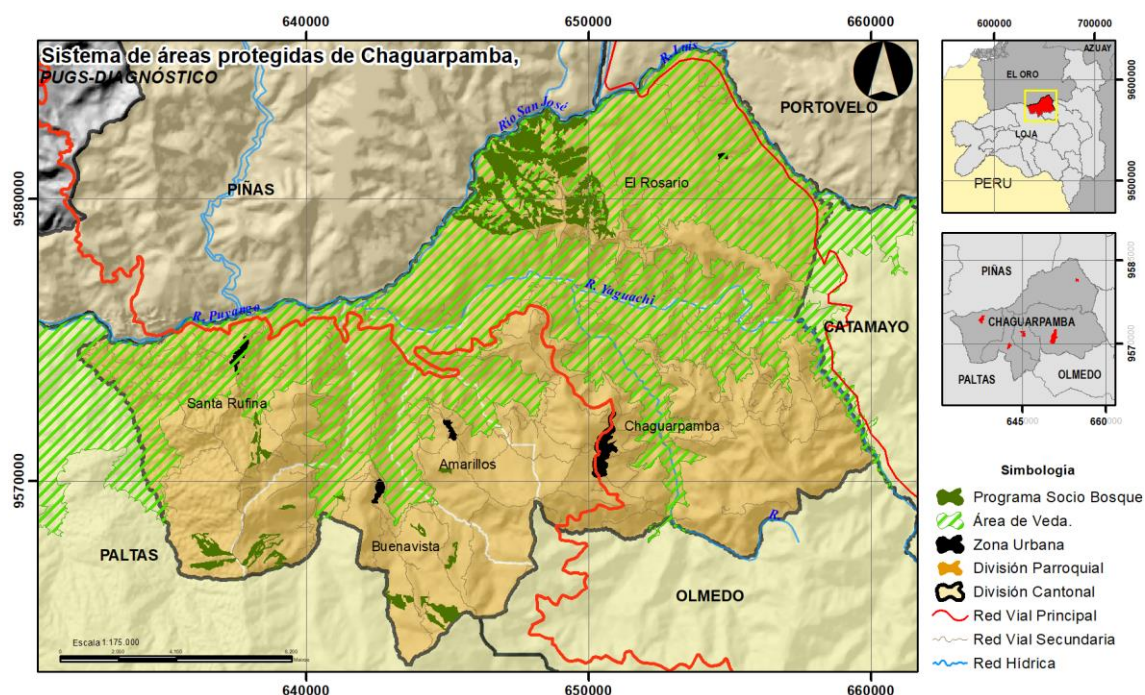 640000
650000
660000
Sistema de áreas protegidas de Chaguarpamba,
PUGS-DIAGNÓSTICO
R. Luis
PORTOVELO
Rio San José
PIÑAS
El Rosario
9580000
R. Yaguachi
R. Puyango
CATAMAYO
Santa Rufina
Chaguarpamba
Amarillos
9570000
Buenavista
R.
PALTAS
OLMEDO
Escala 1:175.000
640000
650000
660000
600000
700000
AZUAY
EL ORO
9600000
LOJA
PERU
9500000
PIÑAS
CHAGUARPAMBA
PALTAS
OLMEDO
645000
660000
Simbologia
Programa Socio Bosque
Área de Veda.
Zona Urbana
División Parroquial
División Cantonal
Red Vial Principal
Red Vial Secundaria
Red Hídrica